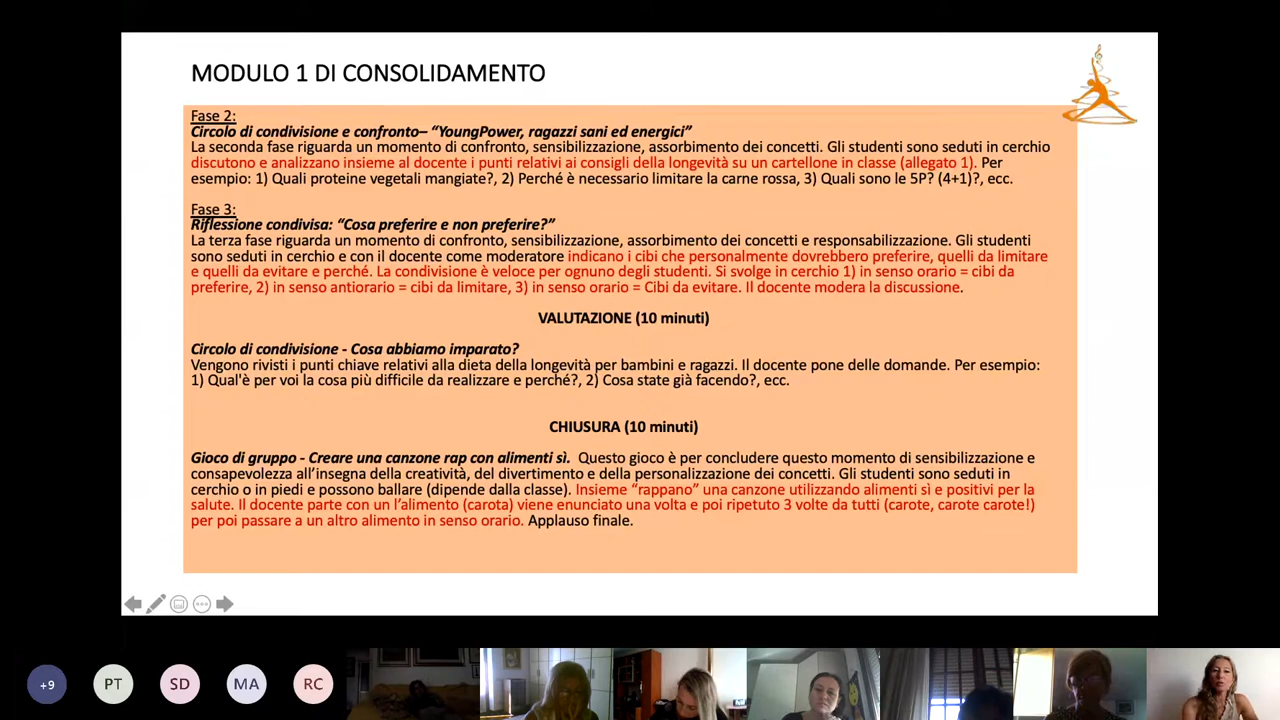 MODULO 1 DI CONSOLIDAMENTO
Fase 2:
Circolo di condivisione e confronto– “YoungPower, ragazzi sani ed energici”
La seconda fase riguarda un momento di confronto, sensibilizzazione, assorbimento dei concetti. Gli studenti sono seduti in cerchio
discutono e analizzano insieme al docente i punti relativi ai consigli della longevità su un cartellone in classe (allegato 1). Per
esempio: 1) Quali proteine vegetali mangiate?, 2) Perché è necessario limitare la carne rossa, 3) Quali sono le 5P? (4+1)?, ecc.
Fase 3:
Riflessione condivisa: “Cosa preferire e non preferire?”
La terza fase riguarda un momento di confronto, sensibilizzazione, assorbimento dei concetti e responsabilizzazione. Gli studenti
sono seduti in cerchio e con il docente come moderatore indicano i cibi che personalmente dovrebbero preferire, quelli da limitare
e quelli da evitare e perché. La condivisione è veloce per ognuno degli studenti. Si svolge in cerchio 1) in senso orario = cibi da
preferire, 2) in senso antiorario = cibi da limitare, 3) in senso orario = Cibi da evitare. Il docente modera la discussione.
VALUTAZIONE (10 minuti)
Circolo di condivisione - Cosa abbiamo imparato?
Vengono rivisti i punti chiave relativi alla dieta della longevità per bambini e ragazzi. Il docente pone delle domande. Per esempio:
1) Qual'è per voi la cosa più difficile da realizzare e perché?, 2) Cosa state già facendo?, ecc.
CHIUSURA (10 minuti)
Gioco di gruppo - Creare una canzone rap con alimenti sì. Questo gioco è per concludere questo momento di sensibilizzazione e
consapevolezza all’insegna della creatività, del divertimento e della personalizzazione dei concetti. Gli studenti sono seduti in
cerchio o in piedi e possono ballare (dipende dalla classe). Insieme “rappano” una canzone utilizzando alimenti sì e positivi per la
salute. Il docente parte con un l’alimento (carota) viene enunciato una volta e poi ripetuto 3 volte da tutti (carote, carote carote!)
per poi passare a un altro alimento in senso orario. Applauso finale.
+9 PT SD MA RC